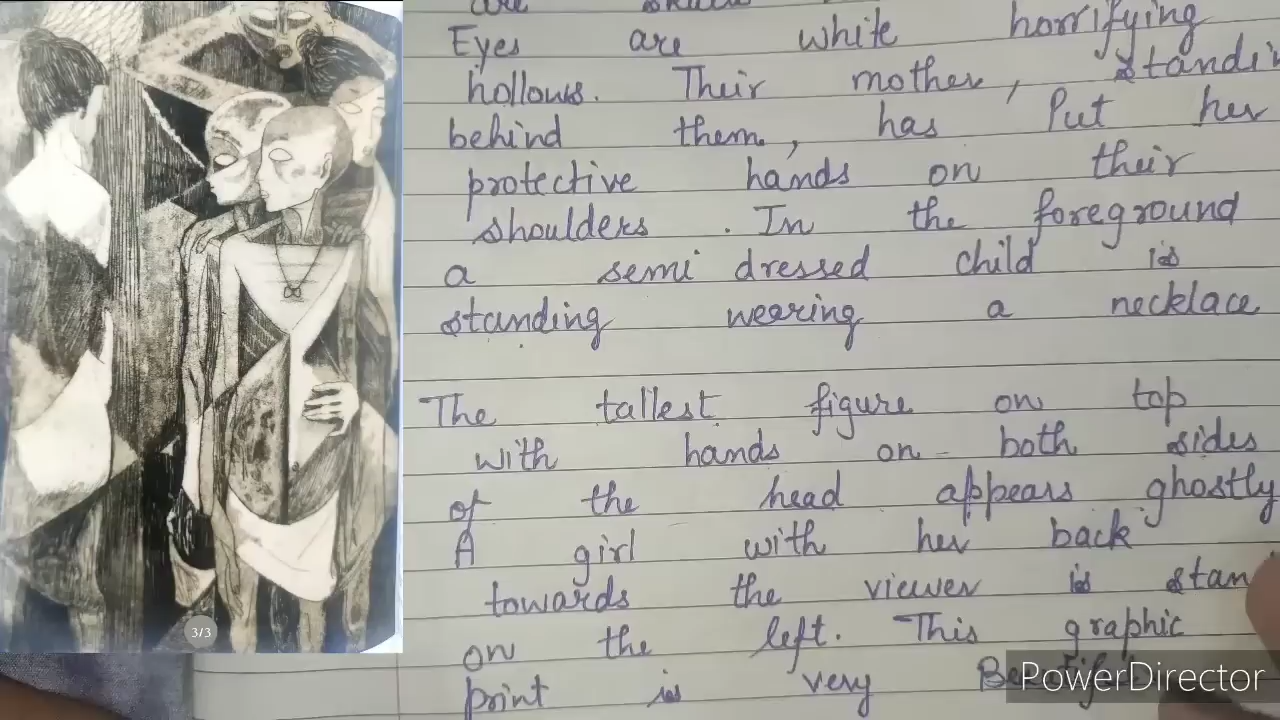 are
Eyes are white horrifying
hollows. Their mother, standin
behind them, has Put her
protective hands on their
shoulders. In the foreground
a semi dressed child is
standing wearing a necklace
The tallest figure on top
with hands on both sides
of the head appears ghostly
A girl with her back
towards the viewer is stan
on the left. This graphic
print is very
3/3
PowerDirector